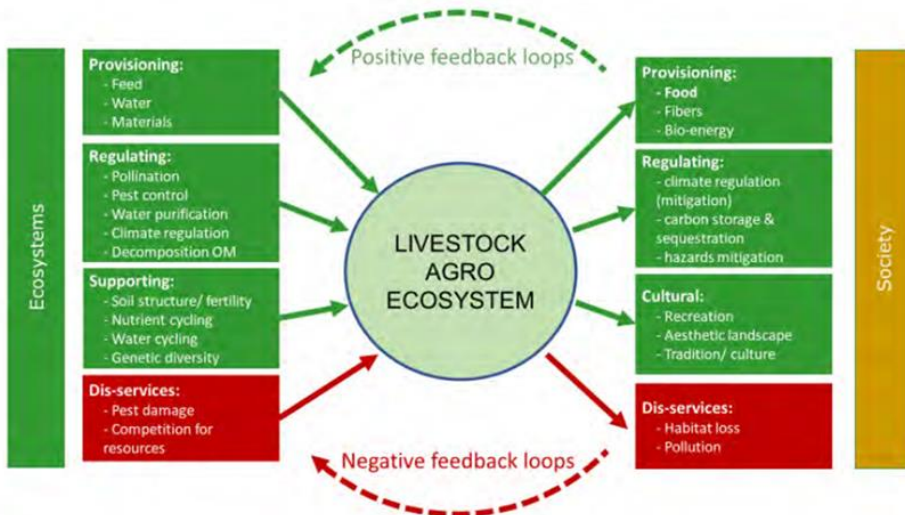 Positive feedback loops
Ecosystems
Provisioning:
- Feed
- Water
- Materials
Regulating:
- Pollination
- Pest control
- Water purification
- Climate regulation
- Decomposition OM
Supporting:
- Soil structure/ fertility
- Nutrient cycling
- Water cycling
- Genetic diversity
Dis-services:
- Pest damage
- Competition for
resources
LIVESTOCK
AGRO
ECOSYSTEM
Provisioning:
- Food
- Fibers
- Bio-energy
Regulating:
- climate regulation
(mitigation)
- carbon storage &
sequestration
- hazards mitigation
Cultural:
- Recreation
- Aesthetic landscape
- Tradition/ culture
Dis-services:
- Habitat loss
- Pollution
Society
Negative feedback loops